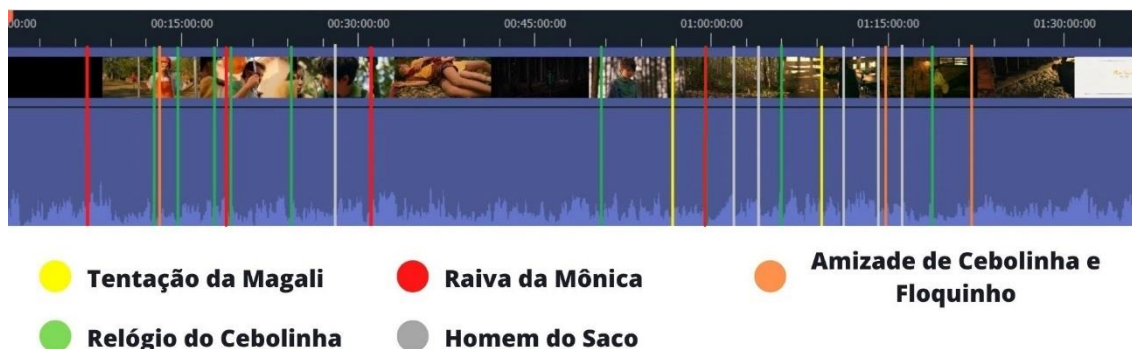 00:00 00:15:00:00 00:30:00:00 00:45:00:00 01:00:00:00 01:15:00:00 01:30:00:00
Tentação da Magali
Raiva da Mônica
Amizade de Cebolinha e
Floquinho
Relógio do Cebolinha
Homem do Saco